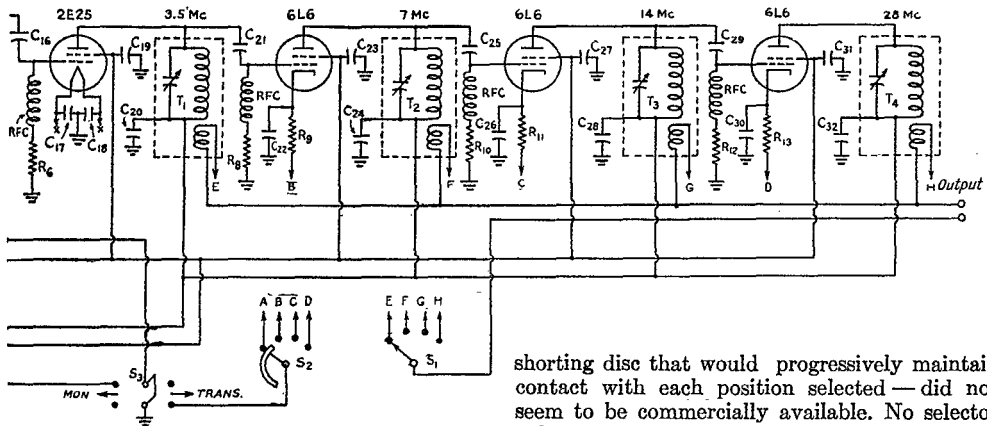 2E25 3.5 Mc 6L6 7 Mc 6L6 14 Mc 6L6 28 Mc
C16 C19 C21 C23 C25 C27 C29 C31
T1 T2 T3 T4
RFC RFC RFC RFC
C20 C24 C28 C32
C17 C18 C22 C26 C30
R6 R8 R9 R10 R11 R12 R13
E B F C G D H Output
A B C D E F G H
S3 S2 S1
MON TRANS.
shorting disc that would progressively maintai
contact with each position selected — did no
seem to be commercially available. No selecto